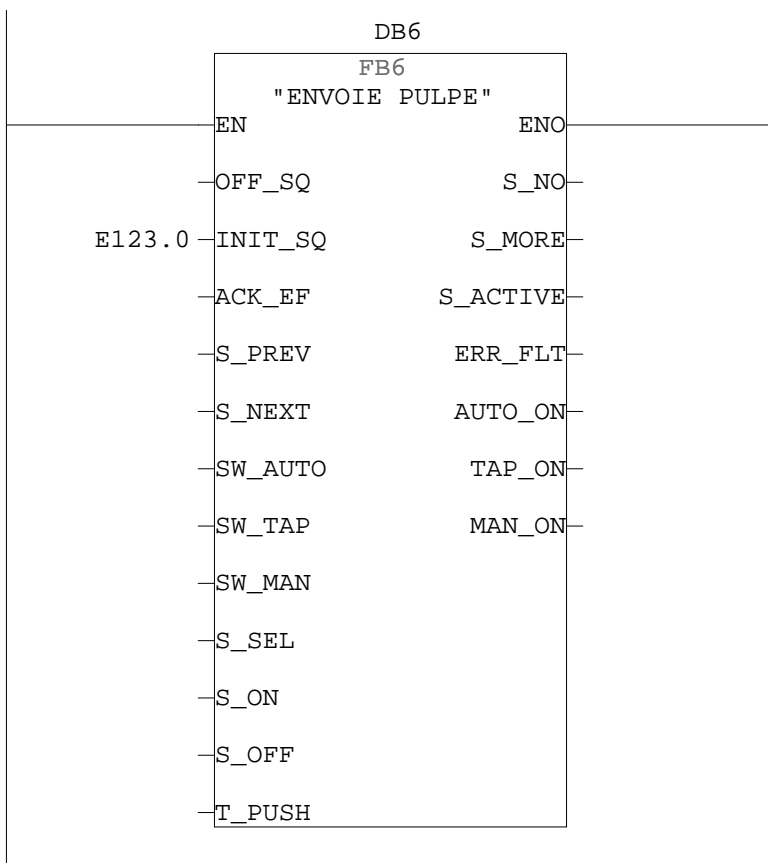 DB6
FB6
"ENVOIE PULPE"
EN ENO
OFF_SQ S_NO
E123.0 INIT_SQ S_MORE
ACK_EF S_ACTIVE
S_PREV ERR_FLT
S_NEXT AUTO_ON
SW_AUTO TAP_ON
SW_TAP MAN_ON
SW_MAN
S_SEL
S_ON
S_OFF
T_PUSH